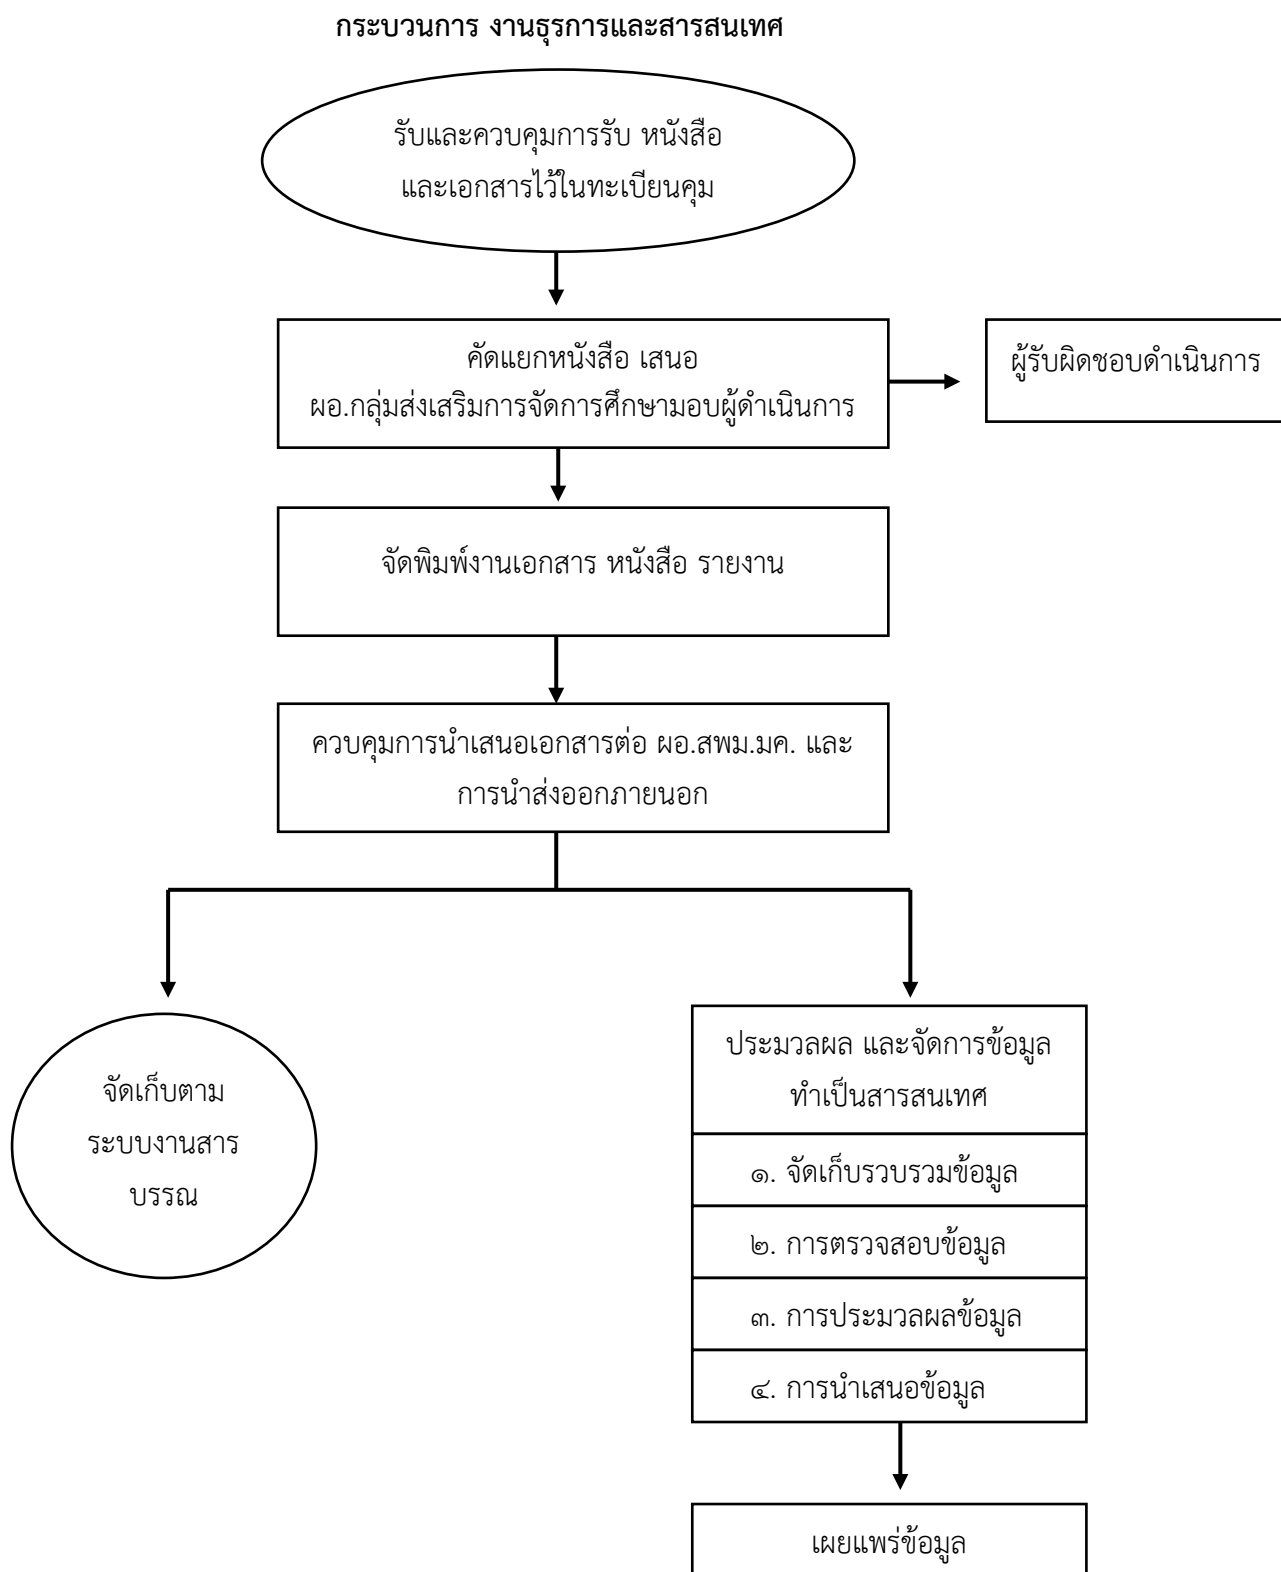 กระบวนการ งานธุรการและสารสนเทศ
รับและควบคุมการรับ หนังสือ
และเอกสารไว้ในทะเบียนคุม
คัดแยกหนังสือ เสนอ
ผอ.กลุ่มส่งเสริมการจัดการศึกษามอบผู้ดำเนินการ
ผู้รับผิดชอบดำเนินการ
จัดพิมพ์งานเอกสาร หนังสือ รายงาน
ควบคุมการนำเสนอเอกสารต่อ ผอ.สพม.มค. และ
การนำส่งออกภายนอก
จัดเก็บตาม
ระบบงานสาร
บรรณ
ประมวลผล และจัดการข้อมูล
ทำเป็นสารสนเทศ
๑. จัดเก็บรวบรวมข้อมูล
๒. การตรวจสอบข้อมูล
๓. การประมวลผลข้อมูล
๔. การนำเสนอข้อมูล
เผยแพร่ข้อมูล